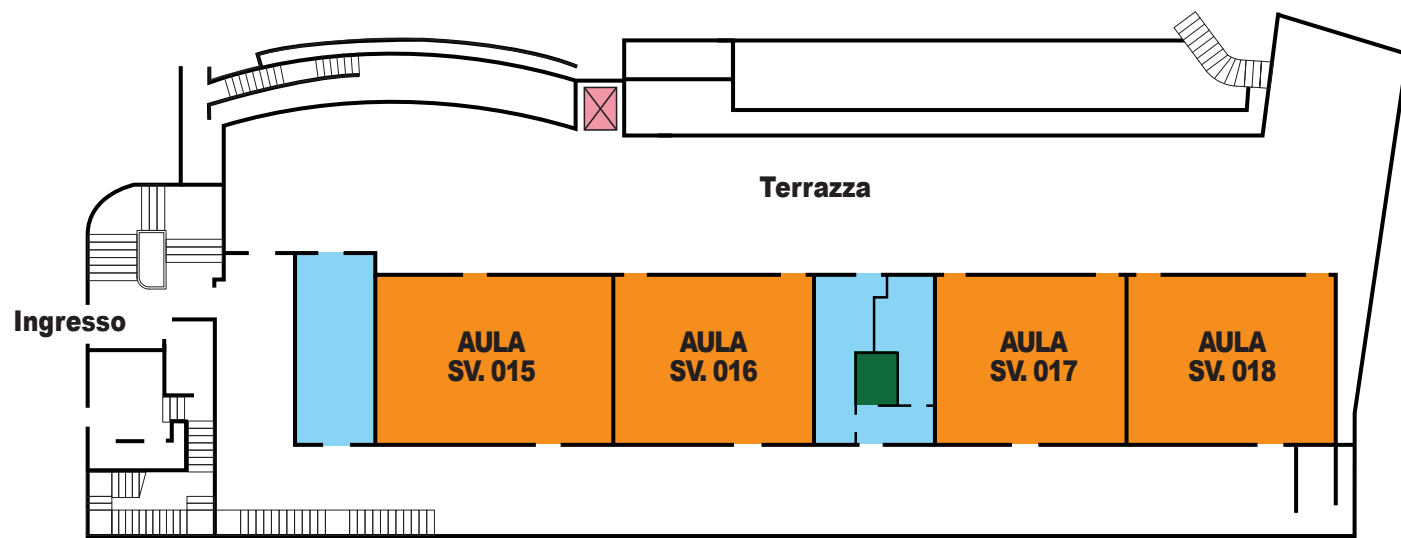 Terrazza
Ingresso
AULA
SV. 015
AULA
SV. 016
AULA
SV. 017
AULA
SV. 018